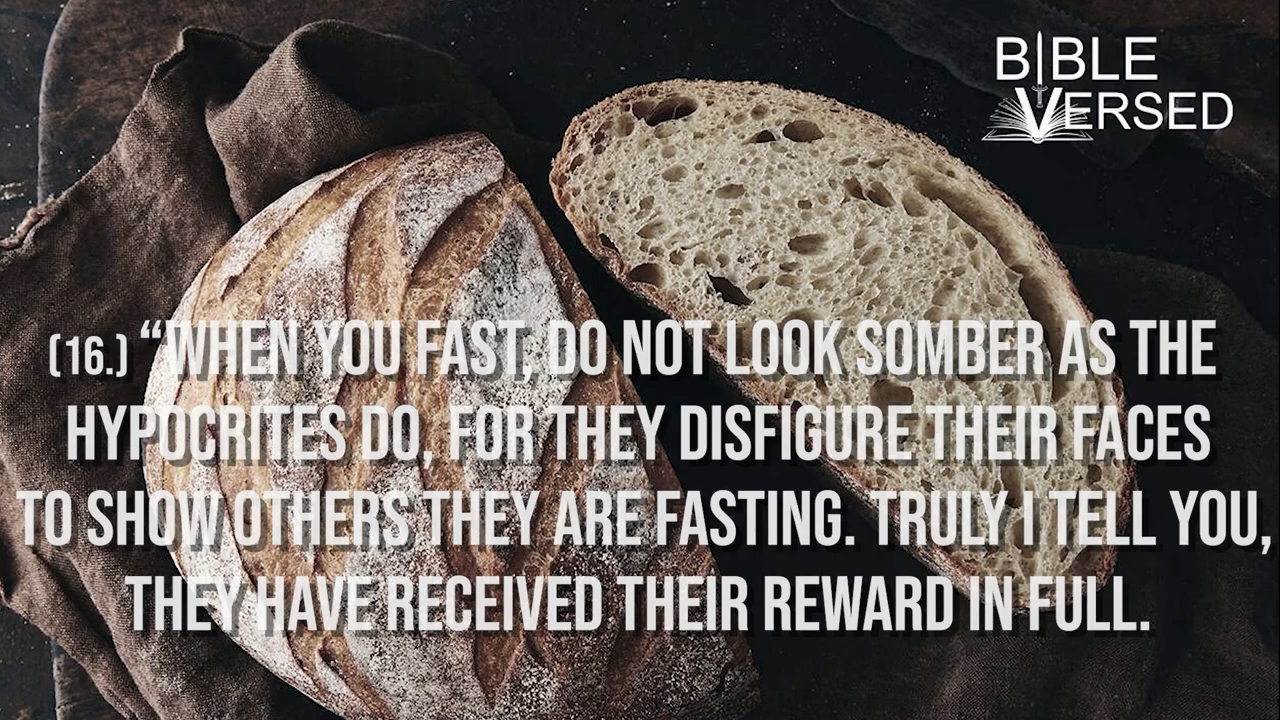 BIBLE
VERSED
(16.) “WHEN YOU FAST, DO NOT LOOK SOMBER AS THE
HYPOCRITES DO, FOR THEY DISFIGURE THEIR FACES
TO SHOW OTHERS THEY ARE FASTING. TRULY I TELL YOU,
THEY HAVE RECEIVED THEIR REWARD IN FULL.